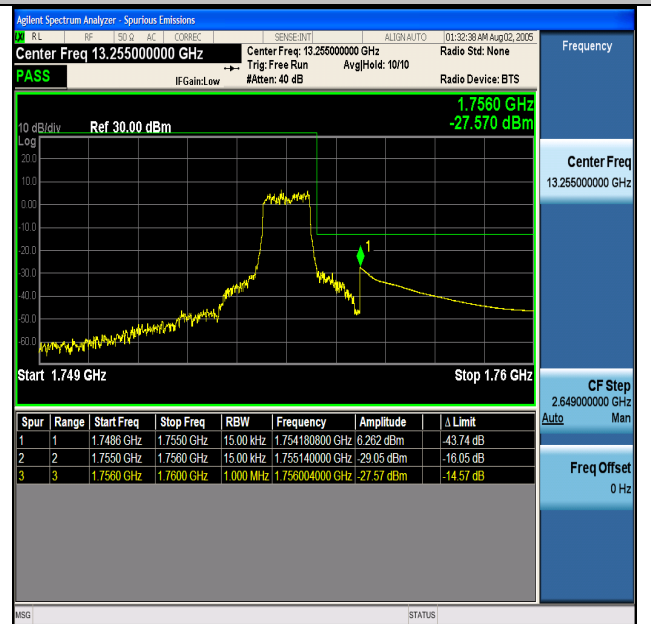 Agilent Spectrum Analyzer - Spurious Emissions
LXI RL RF 50 Ω AC CORREC SENSE:INT ALIGN AUTO 01:32:38 AM Aug 02, 2005
Center Freq 13.255000000 GHz
Center Freq: 13.255000000 GHz
Radio Std: None
Trig: Free Run Avg|Hold: 10/10
PASS
IFGain:Low
#Atten: 40 dB
Radio Device: BTS
1.7560 GHz
-27.570 dBm
10 dB/div Ref 30.00 dBm
Log
20.0
10.0
0.00
-10.0
-20.0
-30.0
-40.0
-50.0
-60.0
1
Start 1.749 GHz
Stop 1.76 GHz
Spur Range Start Freq Stop Freq RBW Frequency Amplitude Δ Limit
1 1 1.7486 GHz 1.7550 GHz 15.00 kHz 1.754180800 GHz 6.262 dBm -43.74 dB
2 2 1.7550 GHz 1.7560 GHz 15.00 kHz 1.755140000 GHz -29.05 dBm -16.05 dB
3 3 1.7560 GHz 1.7600 GHz 1.000 MHz 1.756004000 GHz -27.57 dBm -14.57 dB
MSG
STATUS
Frequency
Center Freq
13.255000000 GHz
CF Step
2.649000000 GHz
Auto Man
Freq Offset
0 Hz